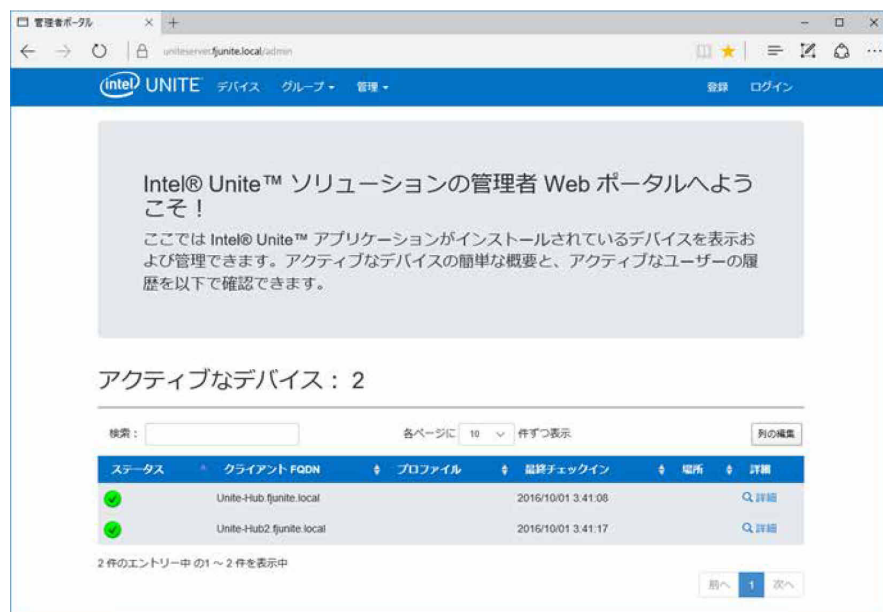 管理者ポータル
uniteserver.fjunite.local/admin
intel UNITE デバイス グループ 管理 登録 ログイン
Intel® Unite™ ソリューションの管理者 Web ポータルへよう
こそ！
ここでは Intel® Unite™ アプリケーションがインストールされているデバイスを表示お
よび管理できます。アクティブなデバイスの簡単な概要と、アクティブなユーザーの履
歴を以下で確認できます。
アクティブなデバイス： 2
検索： 各ページに 10 件ずつ表示 列の編集
ステータス クライアント FQDN プロファイル 最終チェックイン 場所 詳細
Unite-Hub.fjunite.local 2016/10/01 3:41:08 詳細
Unite-Hub2.fjunite.local 2016/10/01 3:41:17 詳細
2 件のエントリー中 の1 ～ 2 件を表示中
前へ 1 次へ